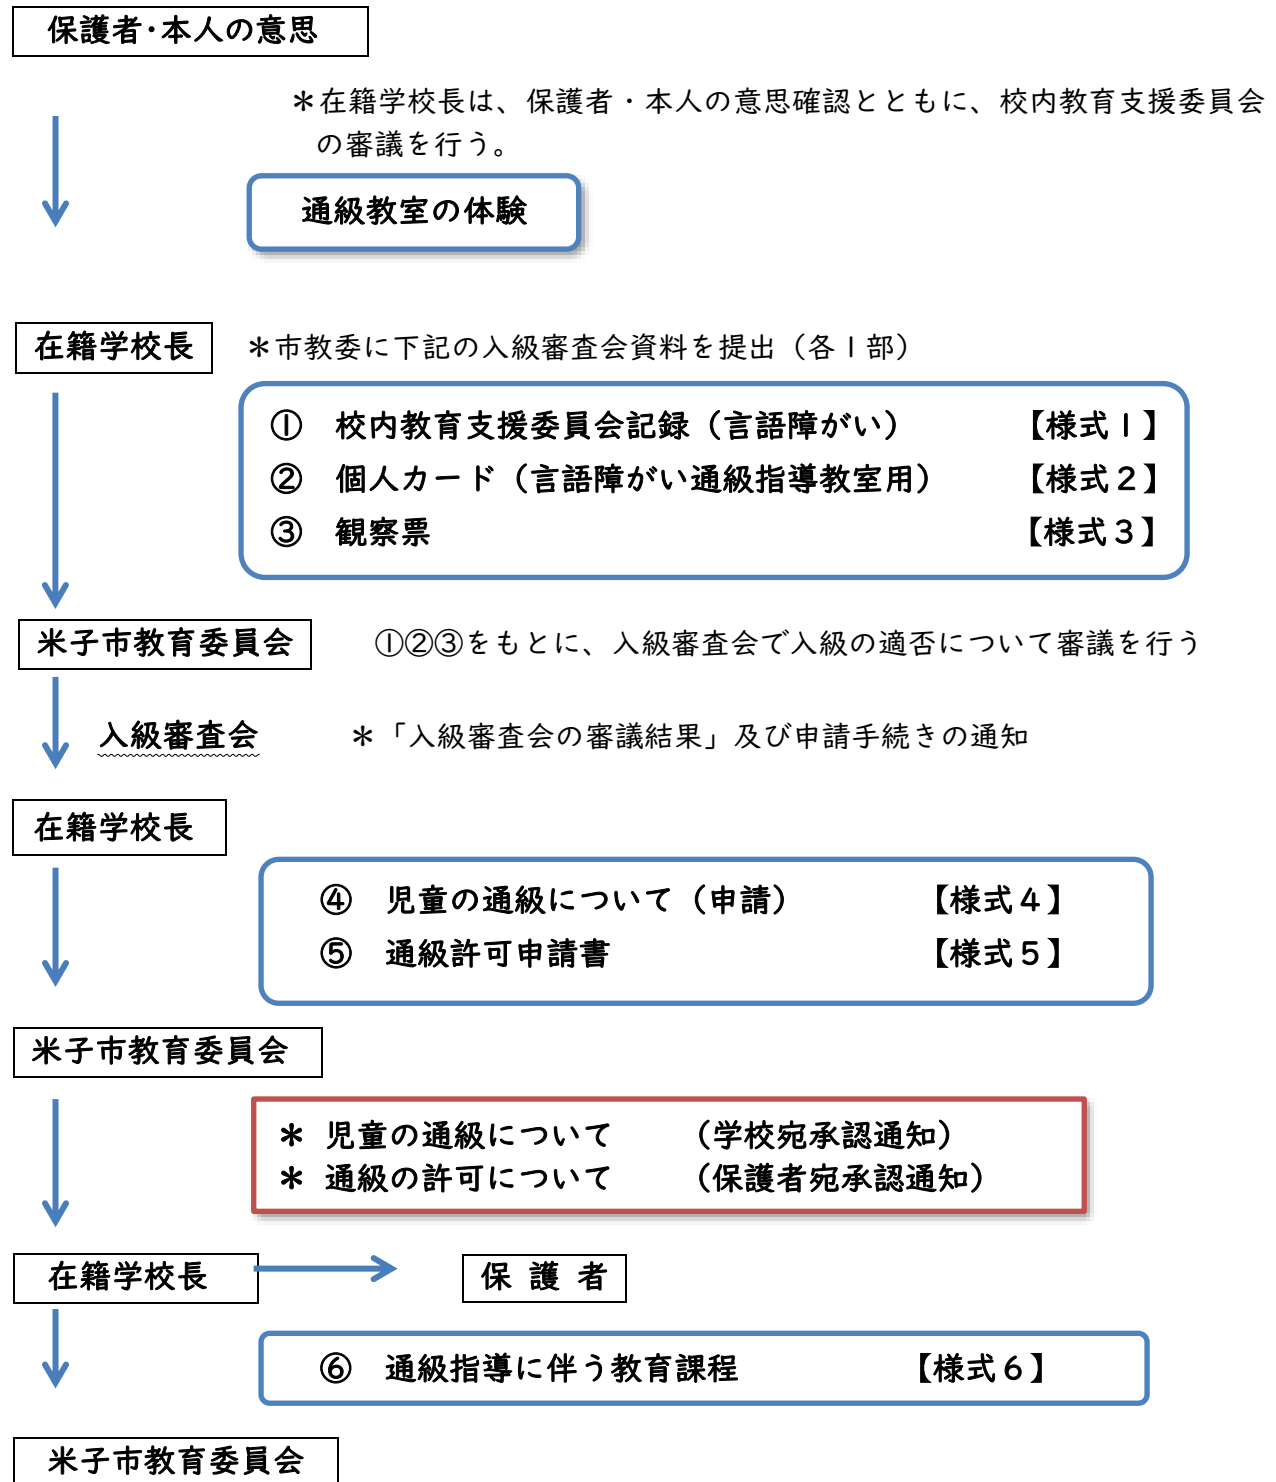 保護者・本人の意思
＊在籍学校長は、保護者・本人の意思確認とともに、校内教育支援委員会
の審議を行う。
通級教室の体験
在籍学校長 ＊市教委に下記の入級審査会資料を提出（各１部）
① 校内教育支援委員会記録（言語障がい） 【様式１】
② 個人カード（言語障がい通級指導教室用） 【様式２】
③ 観察票 【様式３】
米子市教育委員会 ①②③をもとに、入級審査会で入級の適否について審議を行う
入級審査会 ＊「入級審査会の審議結果」及び申請手続きの通知
在籍学校長
④ 児童の通級について（申請） 【様式４】
⑤ 通級許可申請書 【様式５】
米子市教育委員会
＊ 児童の通級について （学校宛承認通知）
＊ 通級の許可について （保護者宛承認通知）
在籍学校長 保 護 者
⑥ 通級指導に伴う教育課程 【様式６】
米子市教育委員会